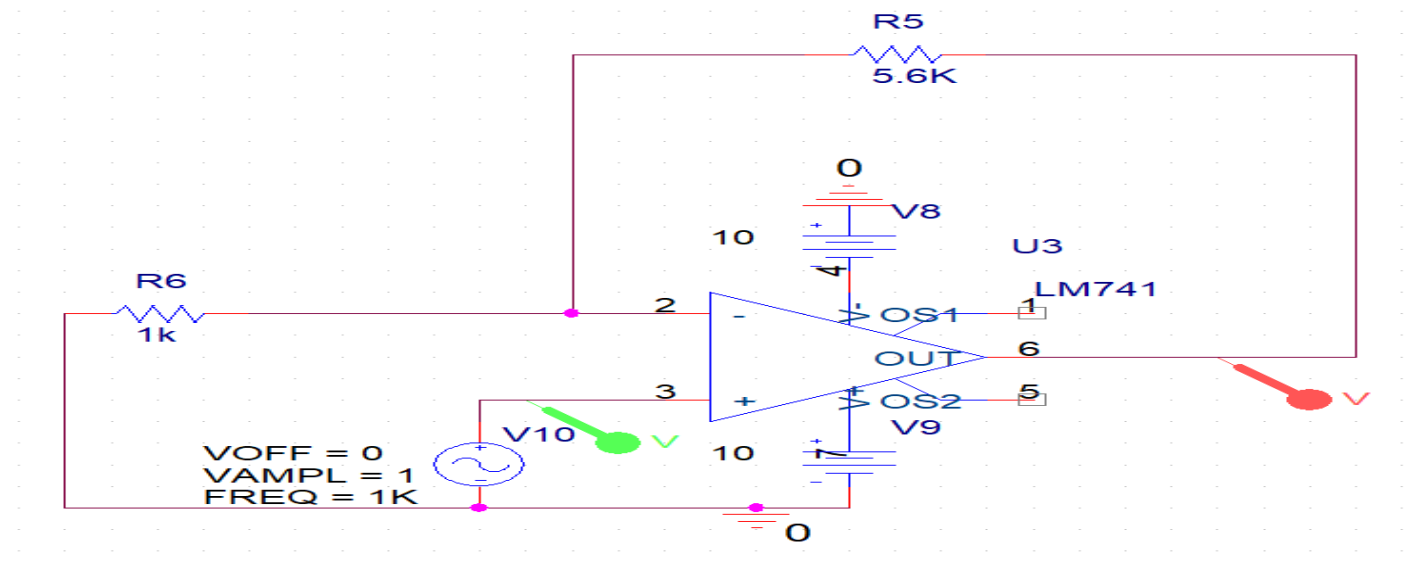 R5
5.6K
0
V8
10
U3
4
R6
LM741
1k
2
-
V-
OS1
1
OUT
6
3
+
V+
OS2
5
V10
V
V9
V
VOFF = 0
10
7
VAMPL = 1
FREQ = 1K
0